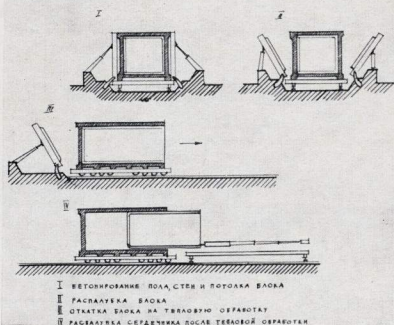 I
II
III
IV
I БЕТОНИРОВАНИЕ ПОЛА, СТЕН И ПОТОЛКА БЛОКА
II РАСПАЛУБКА БЛОКА
III ОТКАТКА БЛОКА НА ТЕПЛОВУЮ ОБРАБОТКУ
IV РАСПАЛУБКА СЕРДЕЧНИКА ПОСЛЕ ТЕПЛОВОЙ ОБРАБОТКИ